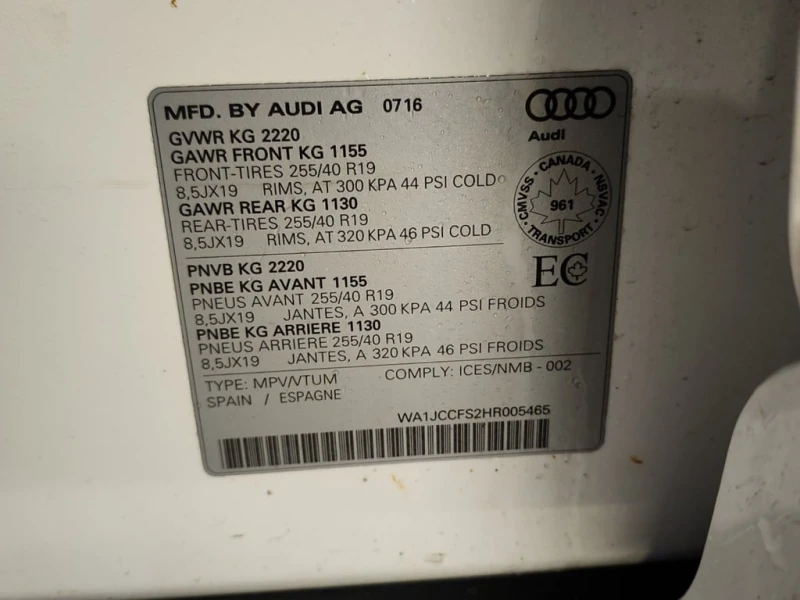 MFD. BY AUDI AG 0716
Audi
GVWR KG 2220
GAWR FRONT KG 1155
FRONT-TIRES 255/40 R19
8,5JX19 RIMS, AT 300 KPA 44 PSI COLD
GAWR REAR KG 1130
REAR-TIRES 255/40 R19
8,5JX19 RIMS, AT 320 KPA 46 PSI COLD
CMVSS - CANADA - NSVAC
961
TRANSPORT
EC
PNVB KG 2220
PNBE KG AVANT 1155
PNEUS AVANT 255/40 R19
8,5JX19 JANTES, A 300 KPA 44 PSI FROIDS
PNBE KG ARRIERE 1130
PNEUS ARRIERE 255/40 R19
8,5JX19 JANTES, A 320 KPA 46 PSI FROIDS
TYPE: MPV/VTUM COMPLY: ICES/NMB - 002
SPAIN / ESPAGNE
WA1JCCFS2HR005465